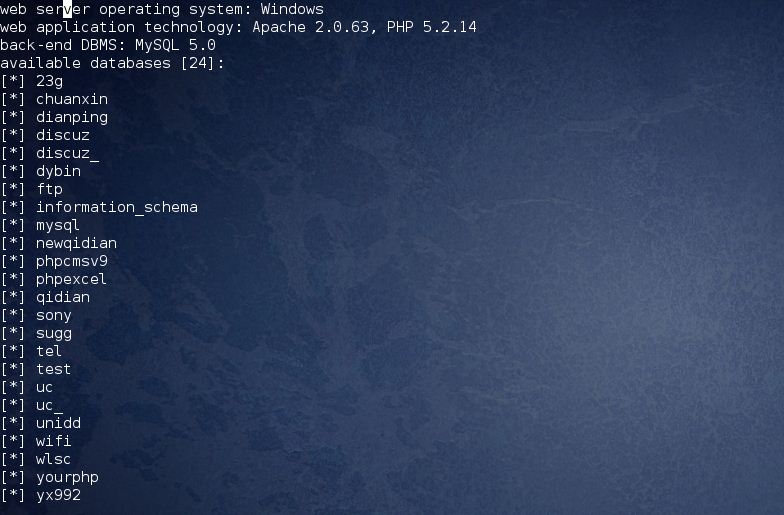 web server operating system: Windows
web application technology: Apache 2.0.63, PHP 5.2.14
back-end DBMS: MySQL 5.0
available databases [24]:
[*] 23g
[*] chuanxin
[*] dianping
[*] discuz
[*] discuz_
[*] dybin
[*] ftp
[*] information_schema
[*] mysql
[*] newqidian
[*] phpcmsv9
[*] phpexcel
[*] qidian
[*] sony
[*] sugg
[*] tel
[*] test
[*] uc
[*] uc_
[*] unidd
[*] wifi
[*] wlsc
[*] yourphp
[*] yx992